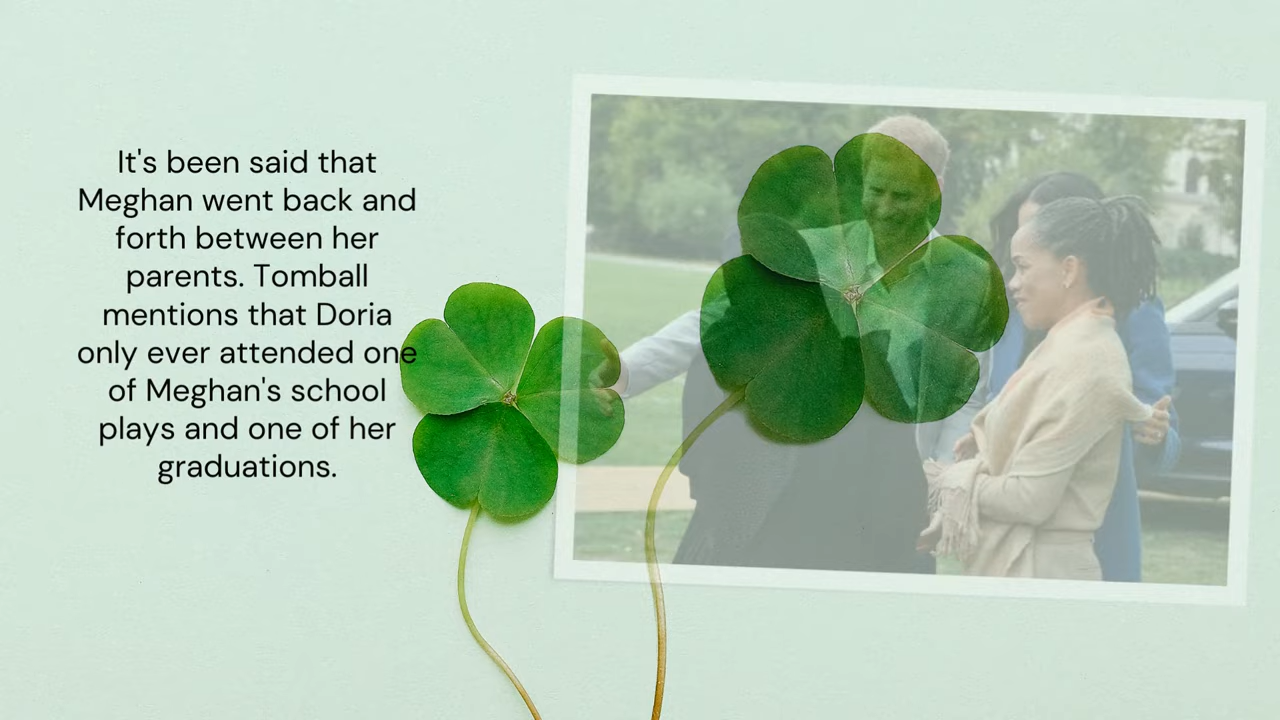 It's been said that
Meghan went back and
forth between her
parents. Tomball
mentions that Doria
only ever attended one
of Meghan's school
plays and one of her
graduations.